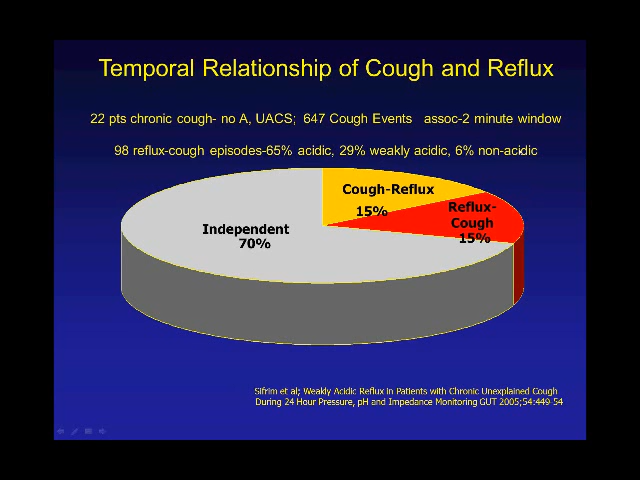 Temporal Relationship of Cough and Reflux
22 pts chronic cough- no A, UACS; 647 Cough Events assoc-2 minute window
98 reflux-cough episodes-65% acidic, 29% weakly acidic, 6% non-acidic
Cough-Reflux
15%
Reflux-
Cough
15%
Independent
70%
Sifrim et al; Weakly Acidic Reflux in Patients with Chronic Unexplained Cough
During 24 Hour Pressure, pH and Impedance Monitoring GUT 2005;54:449 54